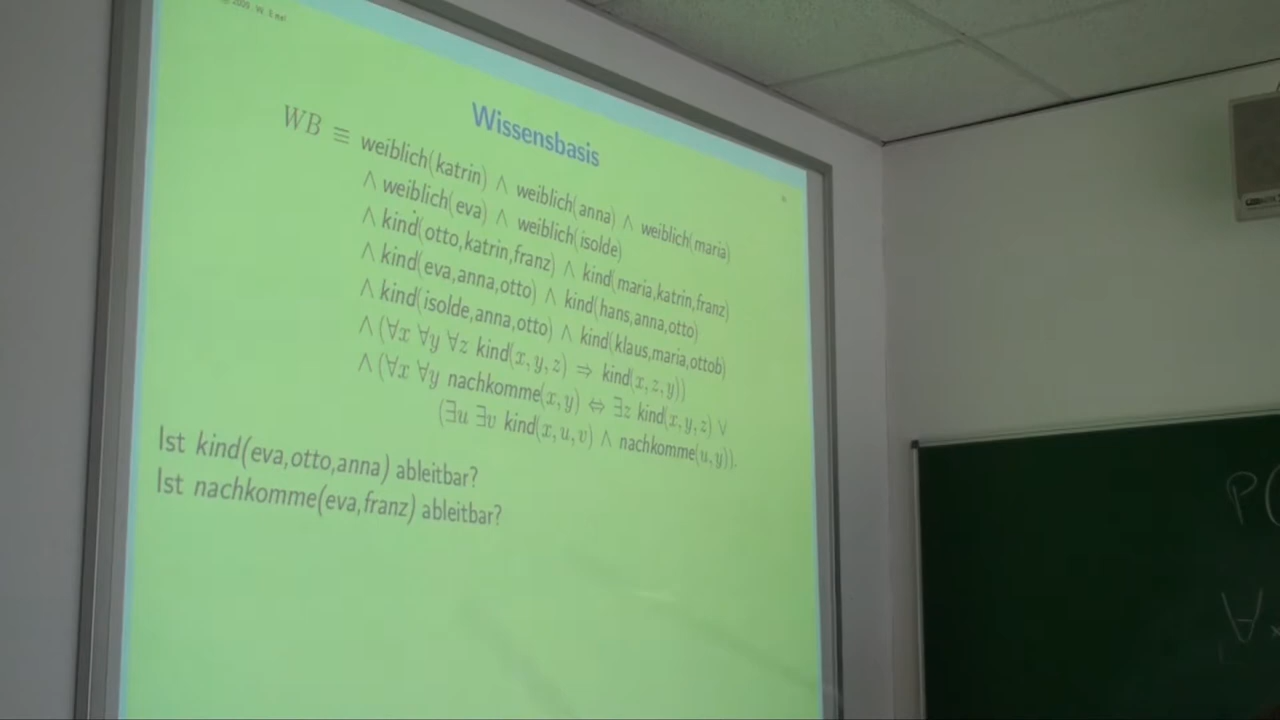 Wissensbasis
WB ≡ weiblich(katrin) ∧ weiblich(anna) ∧ weiblich(maria)
∧ weiblich(eva) ∧ weiblich(isolde)
∧ kind(otto,katrin,franz) ∧ kind(maria,katrin,franz)
∧ kind(eva,anna,otto) ∧ kind(hans,anna,otto)
∧ kind(isolde,anna,otto) ∧ kind(klaus,maria,ottob)
∧ (∀x ∀y ∀z kind(x, y, z) ⇒ kind(x, z, y))
∧ (∀x ∀y nachkomme(x, y) ⇔ ∃z kind(x, y, z) ∨
(∃u ∃v kind(x, u, v) ∧ nachkomme(u, y)).
Ist kind(eva,otto,anna) ableitbar?
Ist nachkomme(eva,franz) ableitbar?
P(
∀x